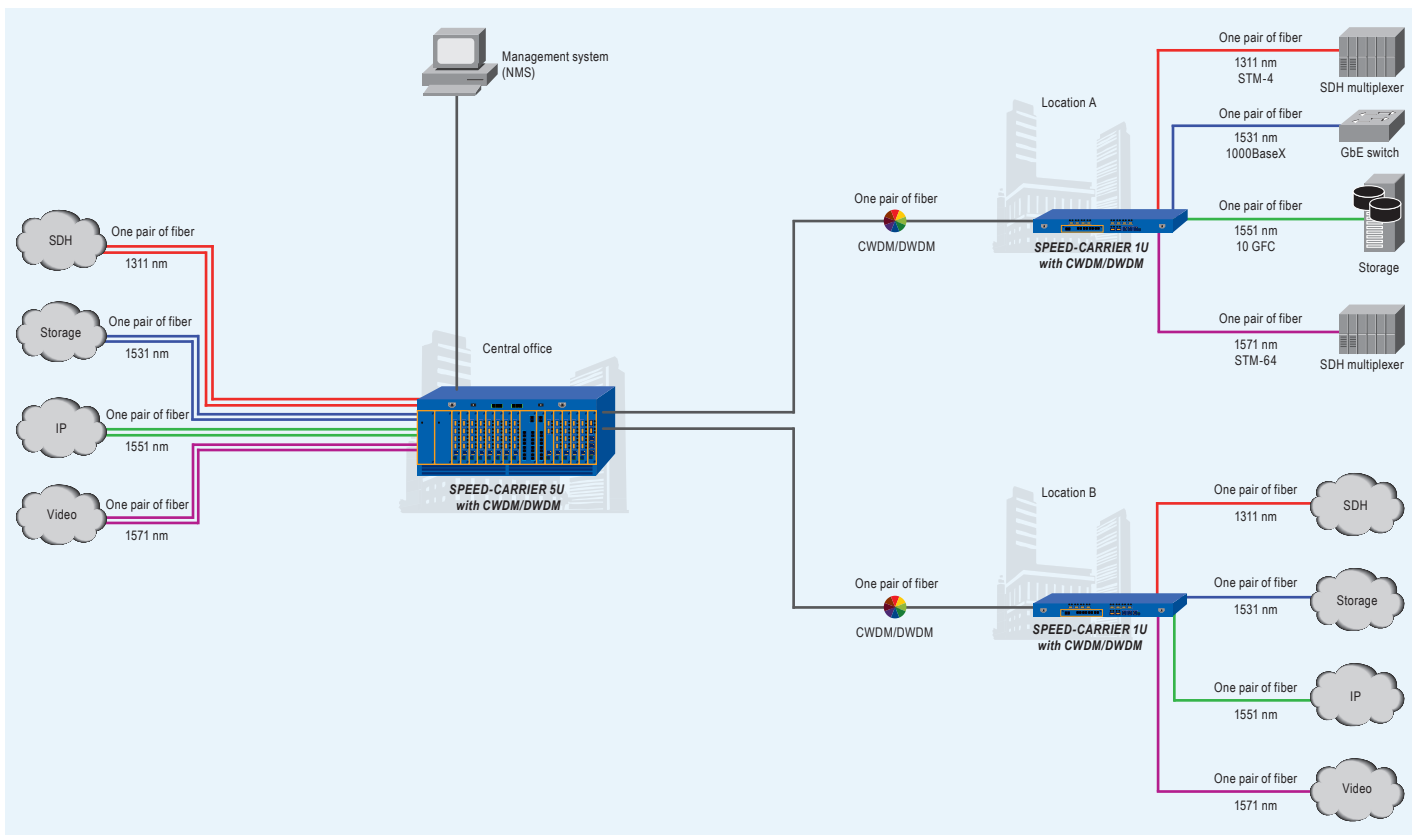 Management system
(NMS)
SDH
One pair of fiber
1311 nm
Storage
One pair of fiber
1531 nm
IP
One pair of fiber
1551 nm
Video
One pair of fiber
1571 nm
Central office
SPEED-CARRIER 5U
with CWDM/DWDM
One pair of fiber
CWDM/DWDM
Location A
SPEED-CARRIER 1U
with CWDM/DWDM
One pair of fiber
1311 nm
STM-4
SDH multiplexer
One pair of fiber
1531 nm
1000BaseX
GbE switch
One pair of fiber
1551 nm
10 GFC
Storage
One pair of fiber
1571 nm
STM-64
SDH multiplexer
One pair of fiber
CWDM/DWDM
Location B
SPEED-CARRIER 1U
with CWDM/DWDM
One pair of fiber
1311 nm
SDH
One pair of fiber
1531 nm
Storage
One pair of fiber
1551 nm
IP
One pair of fiber
1571 nm
Video